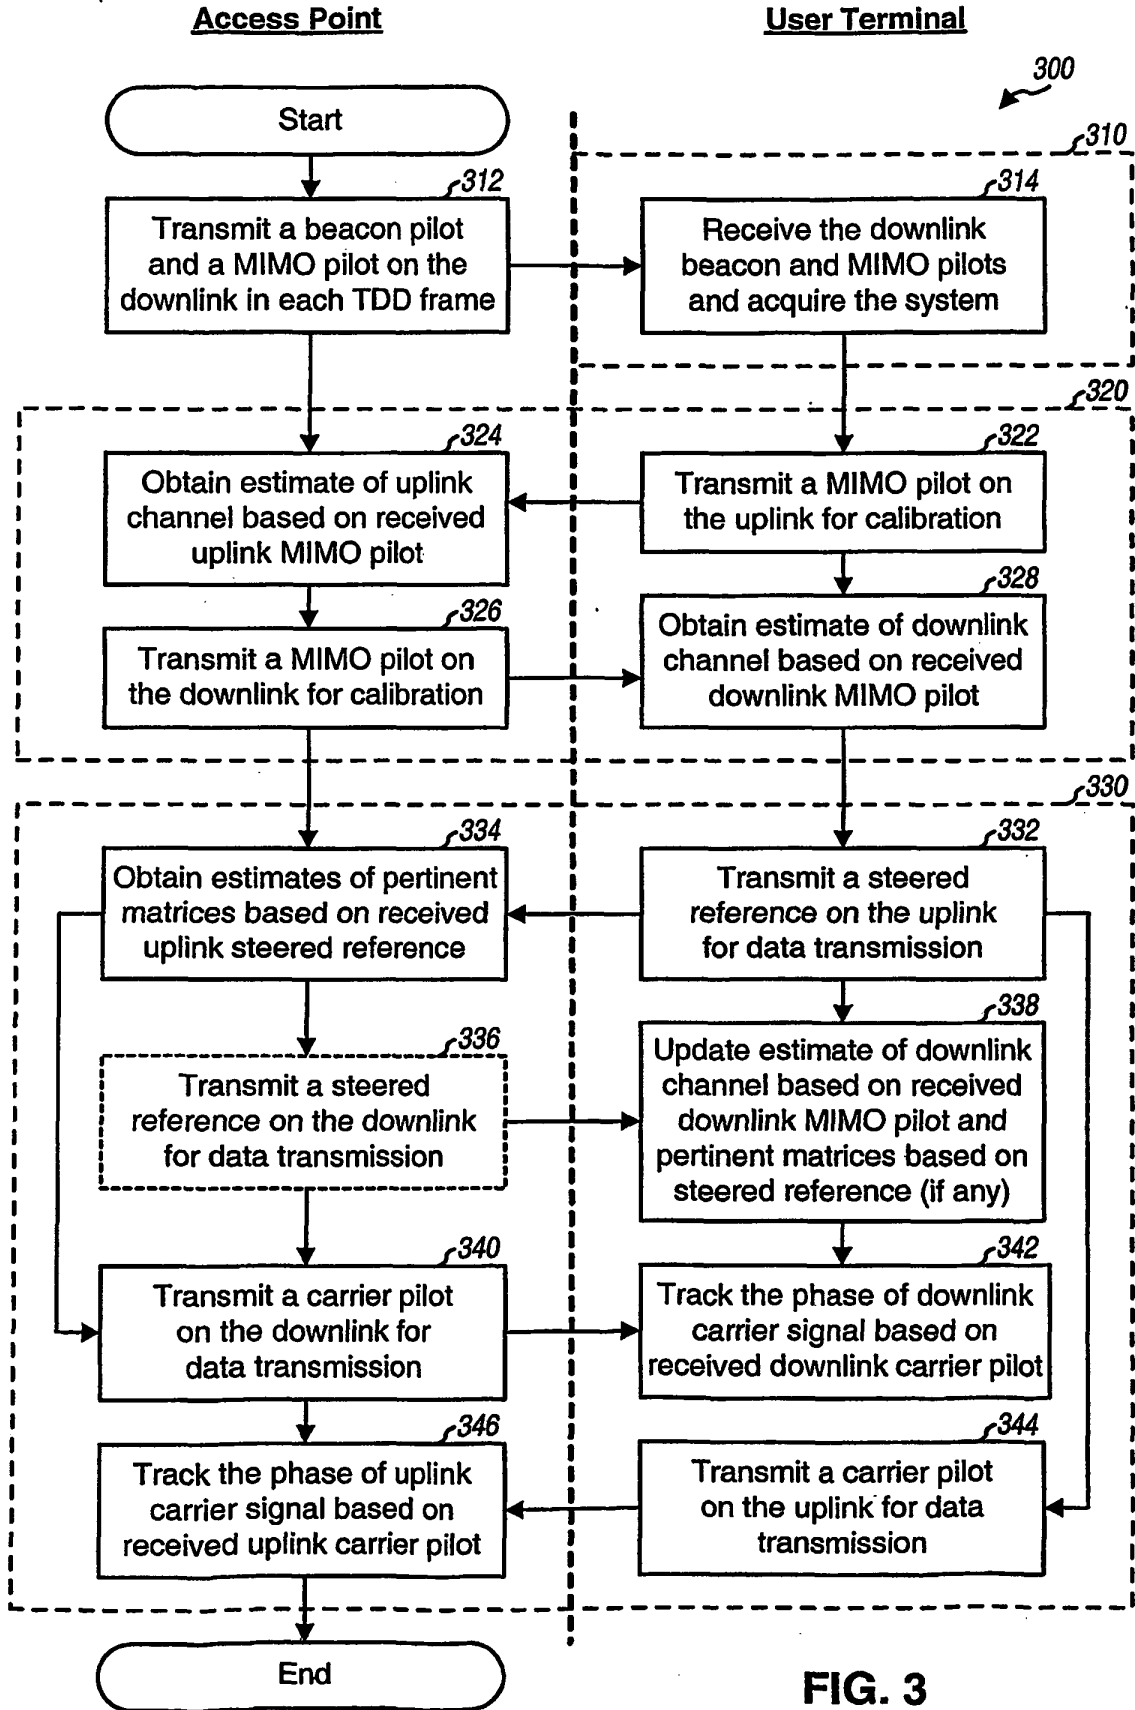 Access Point
User Terminal
300
Start
310
312
Transmit a beacon pilot
and a MIMO pilot on the
downlink in each TDD frame
314
Receive the downlink
beacon and MIMO pilots
and acquire the system
320
324
Obtain estimate of uplink
channel based on received
uplink MIMO pilot
322
Transmit a MIMO pilot on
the uplink for calibration
326
Transmit a MIMO pilot on
the downlink for calibration
328
Obtain estimate of downlink
channel based on received
downlink MIMO pilot
330
334
Obtain estimates of pertinent
matrices based on received
uplink steered reference
332
Transmit a steered
reference on the uplink
for data transmission
336
Transmit a steered
reference on the downlink
for data transmission
338
Update estimate of downlink
channel based on received
downlink MIMO pilot and
pertinent matrices based on
steered reference (if any)
340
Transmit a carrier pilot
on the downlink for
data transmission
342
Track the phase of downlink
carrier signal based on
received downlink carrier pilot
346
Track the phase of uplink
carrier signal based on
received uplink carrier pilot
344
Transmit a carrier pilot
on the uplink for data
transmission
End
FIG. 3